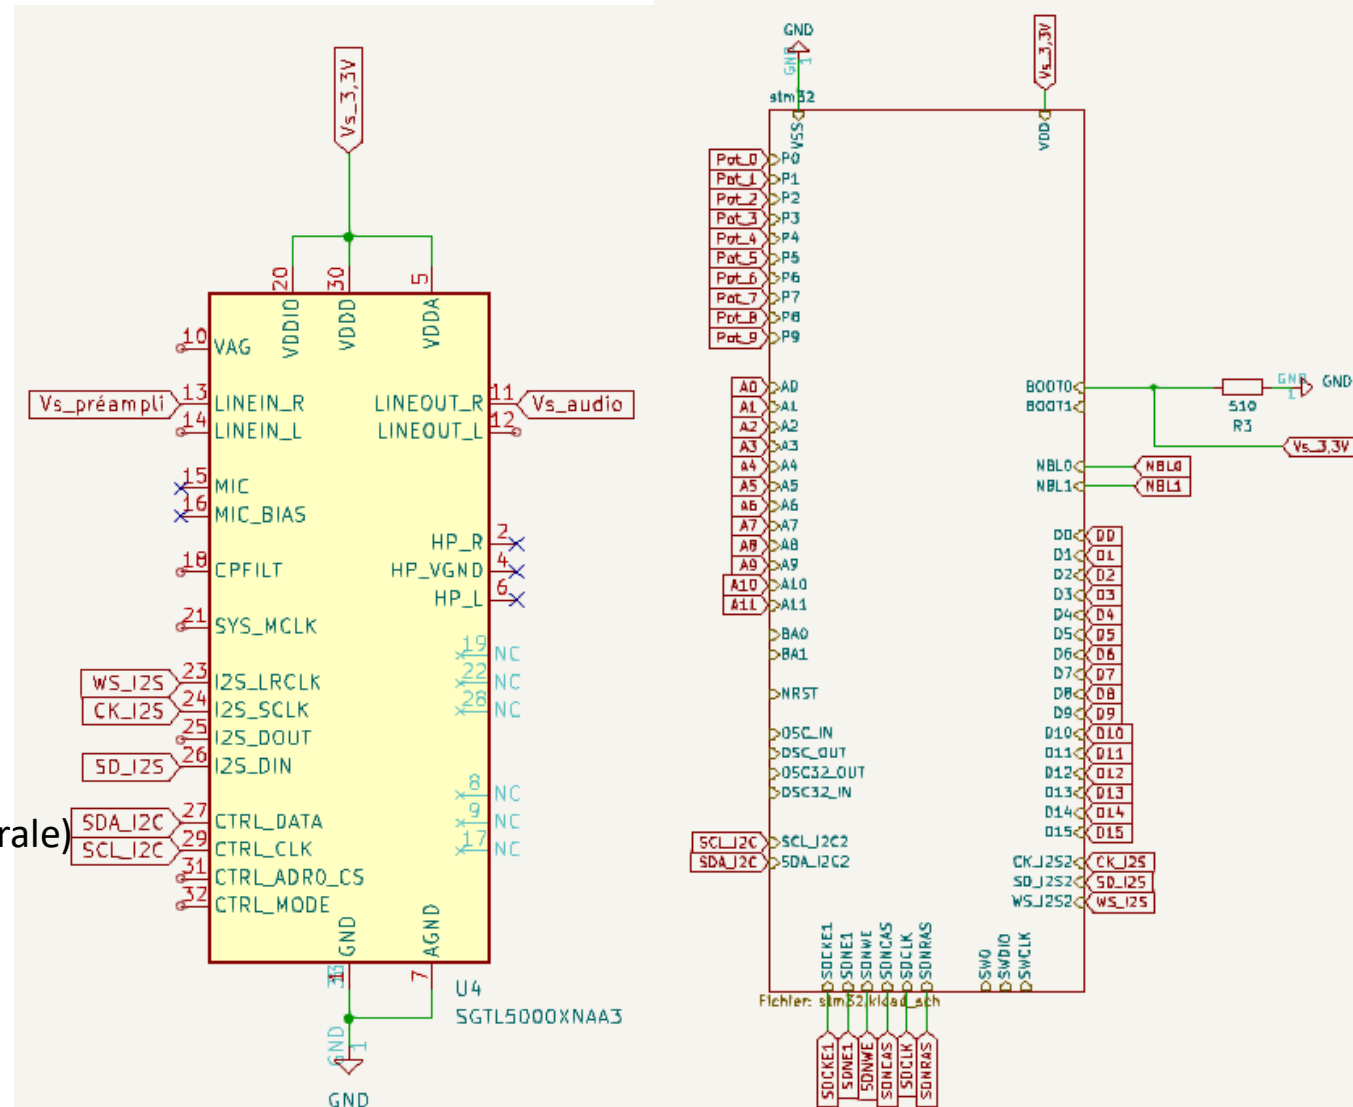 Vs_3,3V
20
30
5
VDDIO
VDDD
VDDA
10
VAG
Vs_préampli
13
LINEIN_R
LINEOUT_R
11
Vs_audio
14
LINEIN_L
LINEOUT_L
12
15
MIC
16
MIC_BIAS
HP_R
2
HP_VGND
4
HP_L
6
18
CPFILT
21
SYS_MCLK
19
NC
WS_I2S
23
I2S_LRCLK
22
NC
CK_I2S
24
I2S_SCLK
28
NC
25
I2S_DOUT
SD_I2S
26
I2S_DIN
8
NC
rale)
SDA_I2C
27
CTRL_DATA
9
NC
SCL_I2C
29
CTRL_CLK
17
NC
31
CTRL_ADR0_CS
32
CTRL_MODE
GND
AGND
7
U4
SGTL5000XNAA3
GND
1
GND
GND
GND
1
stm32
VSS
Vs_3,3V
VDD
Pot_0 P0
Pot_1 P1
Pot_2 P2
Pot_3 P3
Pot_4 P4
Pot_5 P5
Pot_6 P6
Pot_7 P7
Pot_8 P8
Pot_9 P9
A0 A0
A1 A1
A2 A2
A3 A3
A4 A4
A5 A5
A6 A6
A7 A7
A8 A8
A9 A9
A10 A10
A11 A11
BA0
BA1
NRST
OSC_IN
OSC_OUT
OSC32_OUT
OSC32_IN
SCL_I2C SCL_I2C2
SDA_I2C SDA_I2C2
BOOT0
GND
1
GND
BOOT1
510
R3
Vs_3,3V
NBL0 NBL0
NBL1 NBL1
D0 D0
D1 D1
D2 D2
D3 D3
D4 D4
D5 D5
D6 D6
D7 D7
D8 D8
D9 D9
D10 D10
D11 D11
D12 D12
D13 D13
D14 D14
D15 D15
CK_I2S2 CK_I2S
SD_I2S2 SD_I2S
WS_I2S2 WS_I2S
SDCKE1
SDNE1
SDNWE
SDNCAS
SDCLK
SDNRAS
SWO
SWDIO
SWCLK
Fichier: stm32.kicad_sch
SDCKE1
SDNE1
SDNWE
SDNCAS
SDCLK
SDNRAS